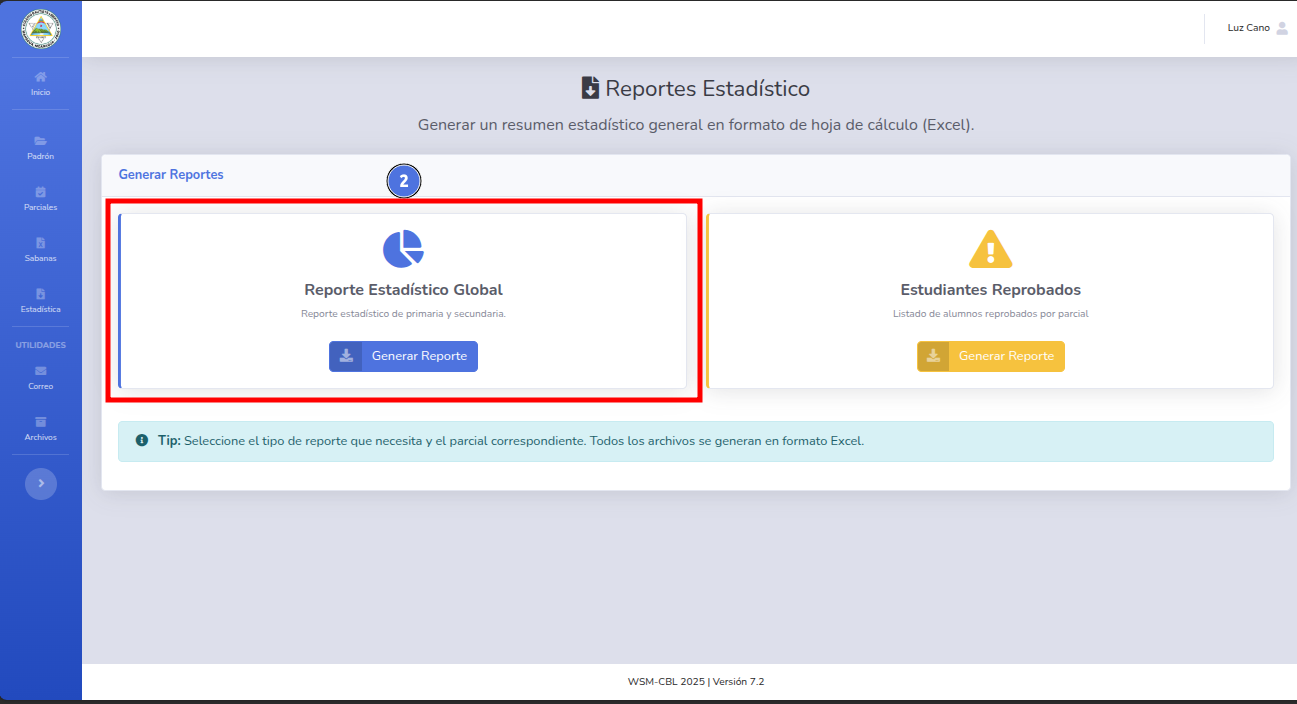 Luz Cano
Inicio
Padrón
Parciales
Sabanas
Estadística
UTILIDADES
Correo
Archivos
Reportes Estadístico
Generar un resumen estadístico general en formato de hoja de cálculo (Excel).
Generar Reportes
2
Reporte Estadístico Global
Reporte estadístico de primaria y secundaria.
Generar Reporte
Estudiantes Reprobados
Listado de alumnos reprobados por parcial
Generar Reporte
Tip: Seleccione el tipo de reporte que necesita y el parcial correspondiente. Todos los archivos se generan en formato Excel.
WSM-CBL 2025 | Versión 7.2